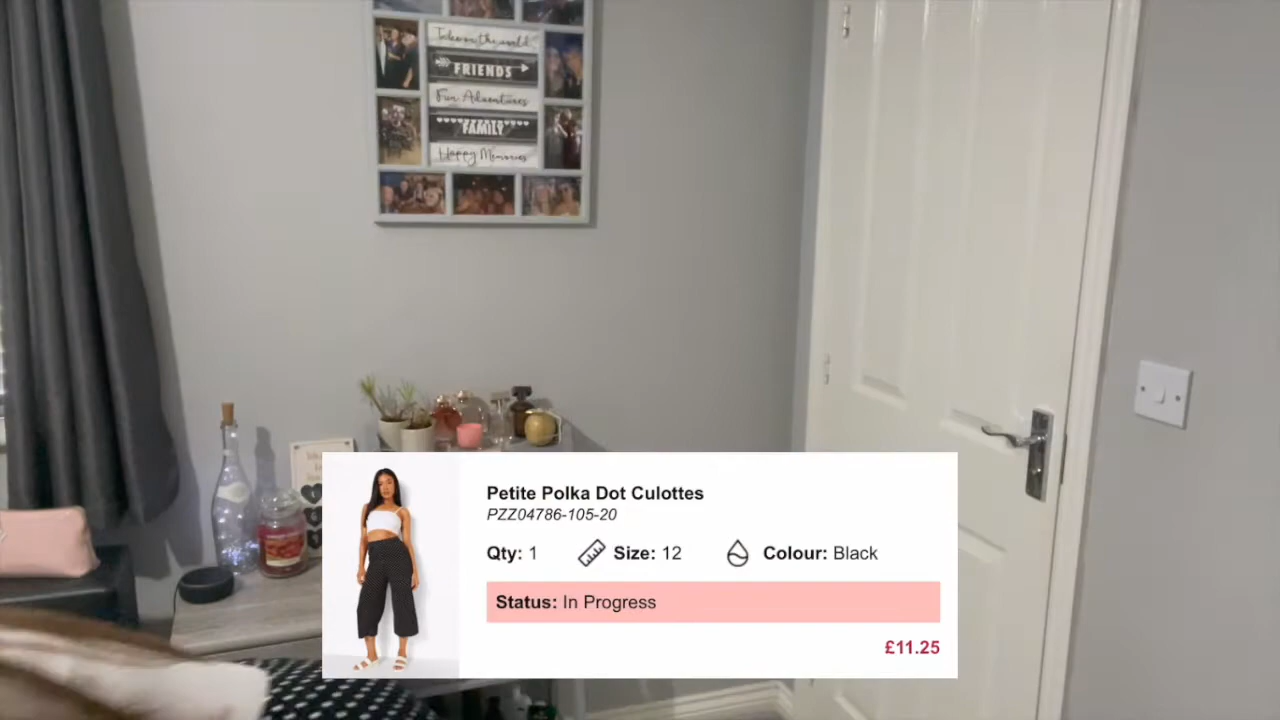 Take on the world
FRIENDS
Fun Adventures
FAMILY
Happy Memories
Petite Polka Dot Culottes
PZZ04786-105-20
Qty: 1 Size: 12 Colour: Black
Status: In Progress
£11.25